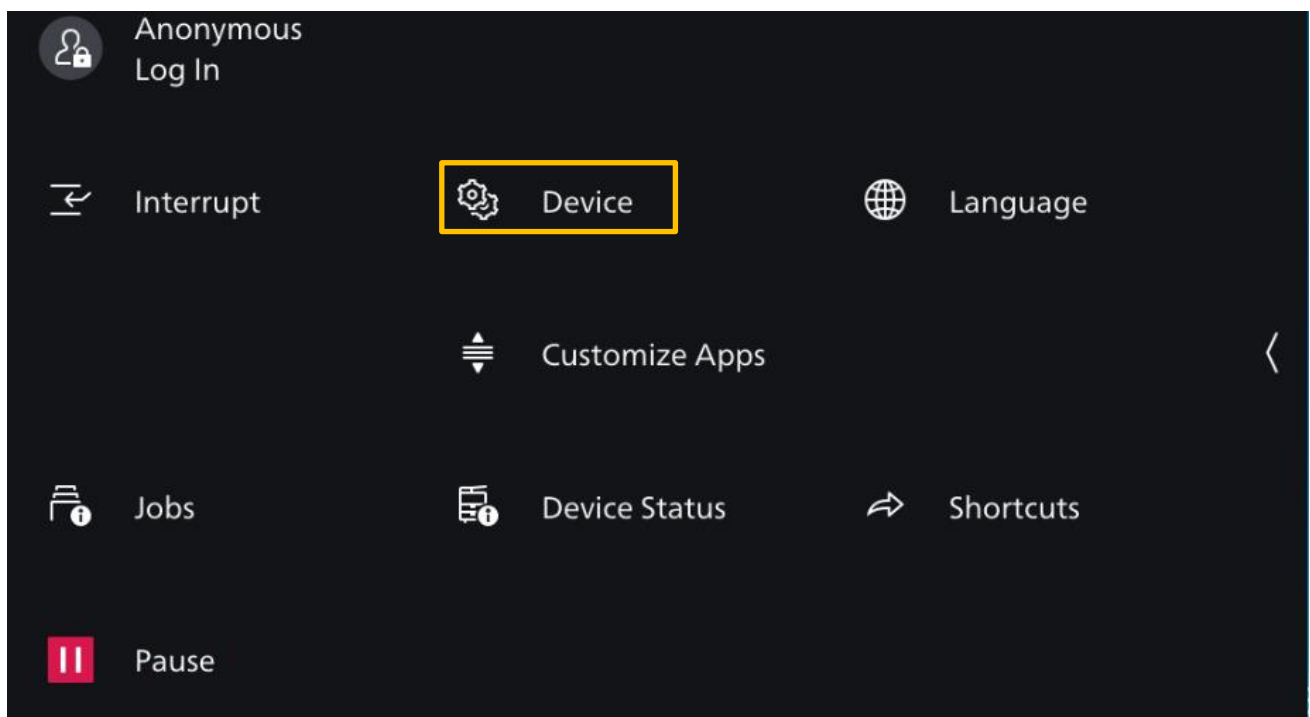 Anonymous
Log In
Interrupt
Device
Language
Customize Apps
Jobs
Device Status
Shortcuts
Pause